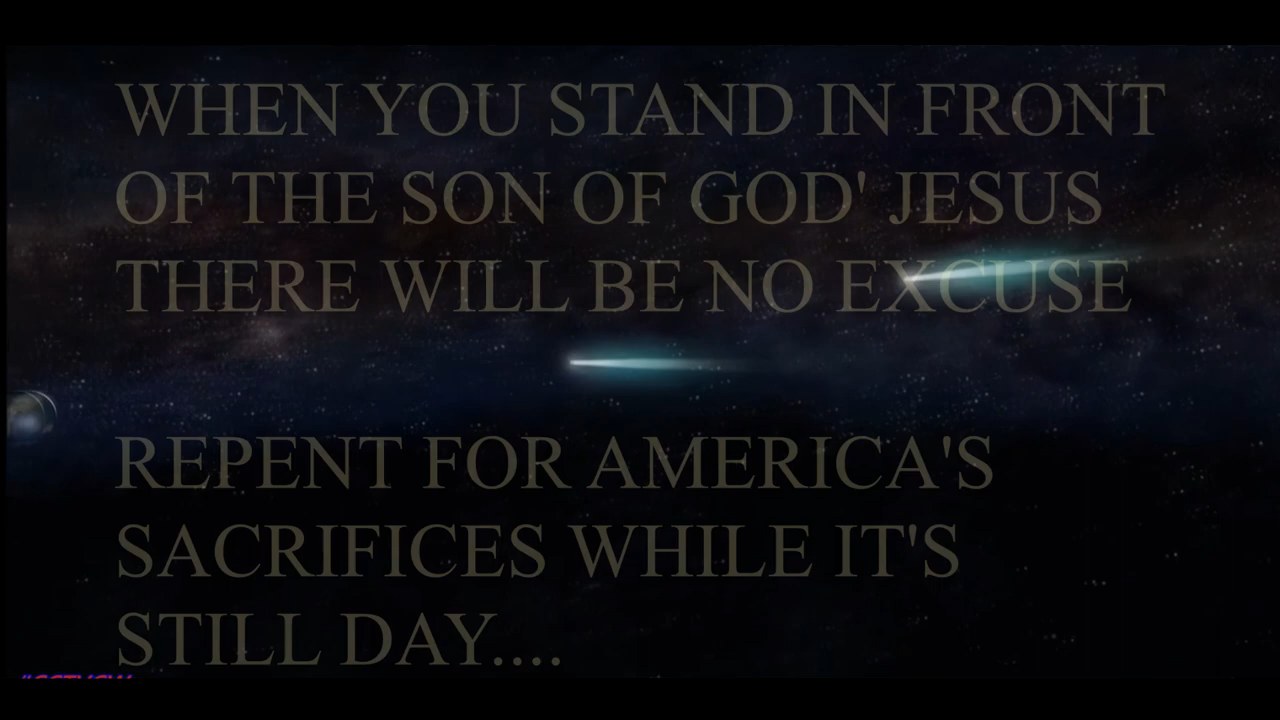 WHEN YOU STAND IN FRONT
OF THE SON OF GOD' JESUS
THERE WILL BE NO EXCUSE
REPENT FOR AMERICA'S
SACRIFICES WHILE IT'S
STILL DAY....